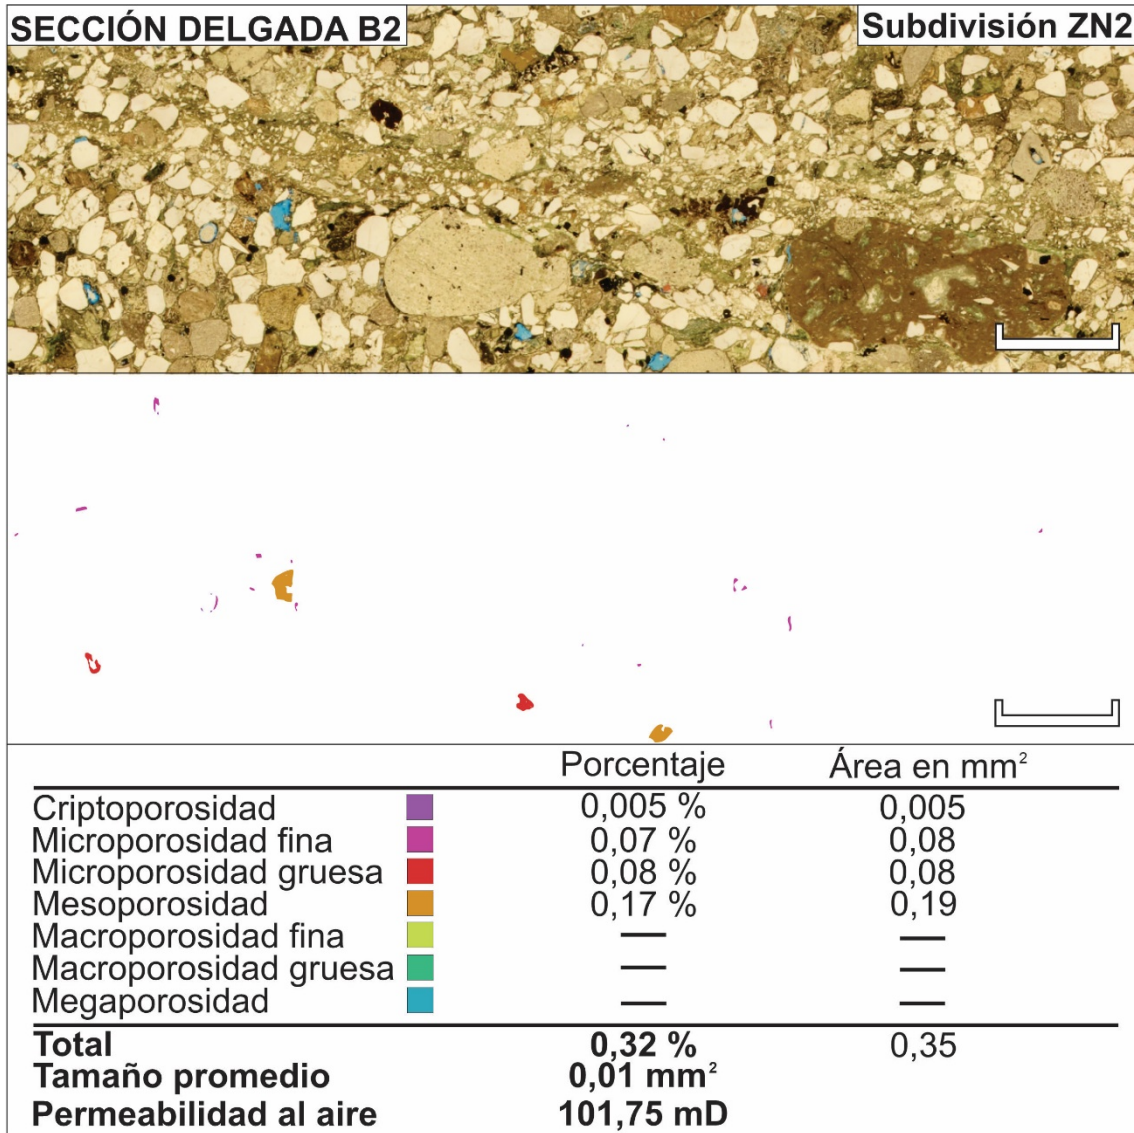 SECCIÓN DELGADA B2
Subdivisión ZN2
Porcentaje Área en mm²
Criptoporosidad 0,005 % 0,005
Microporosidad fina 0,07 % 0,08
Microporosidad gruesa 0,08 % 0,08
Mesoporosidad 0,17 % 0,19
Macroporosidad fina — —
Macroporosidad gruesa — —
Megaporosidad — —
Total 0,32 % 0,35
Tamaño promedio 0,01 mm²
Permeabilidad al aire 101,75 mD